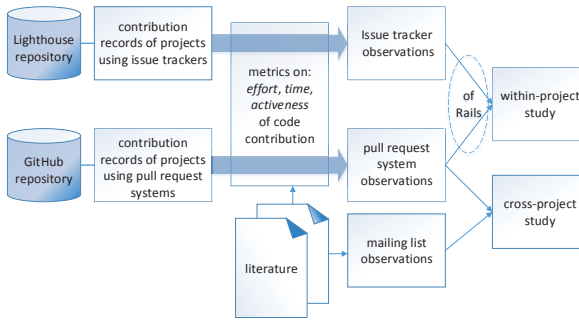 Lighthouse
repository
contribution
records of projects
using issue trackers
metrics on:
effort, time,
activeness
of code
contribution
Issue tracker
observations
of
Rails
within-project
study
GitHub
repository
contribution
records of projects
using pull request
systems
pull request
system
observations
cross-project
study
literature
mailing list
observations